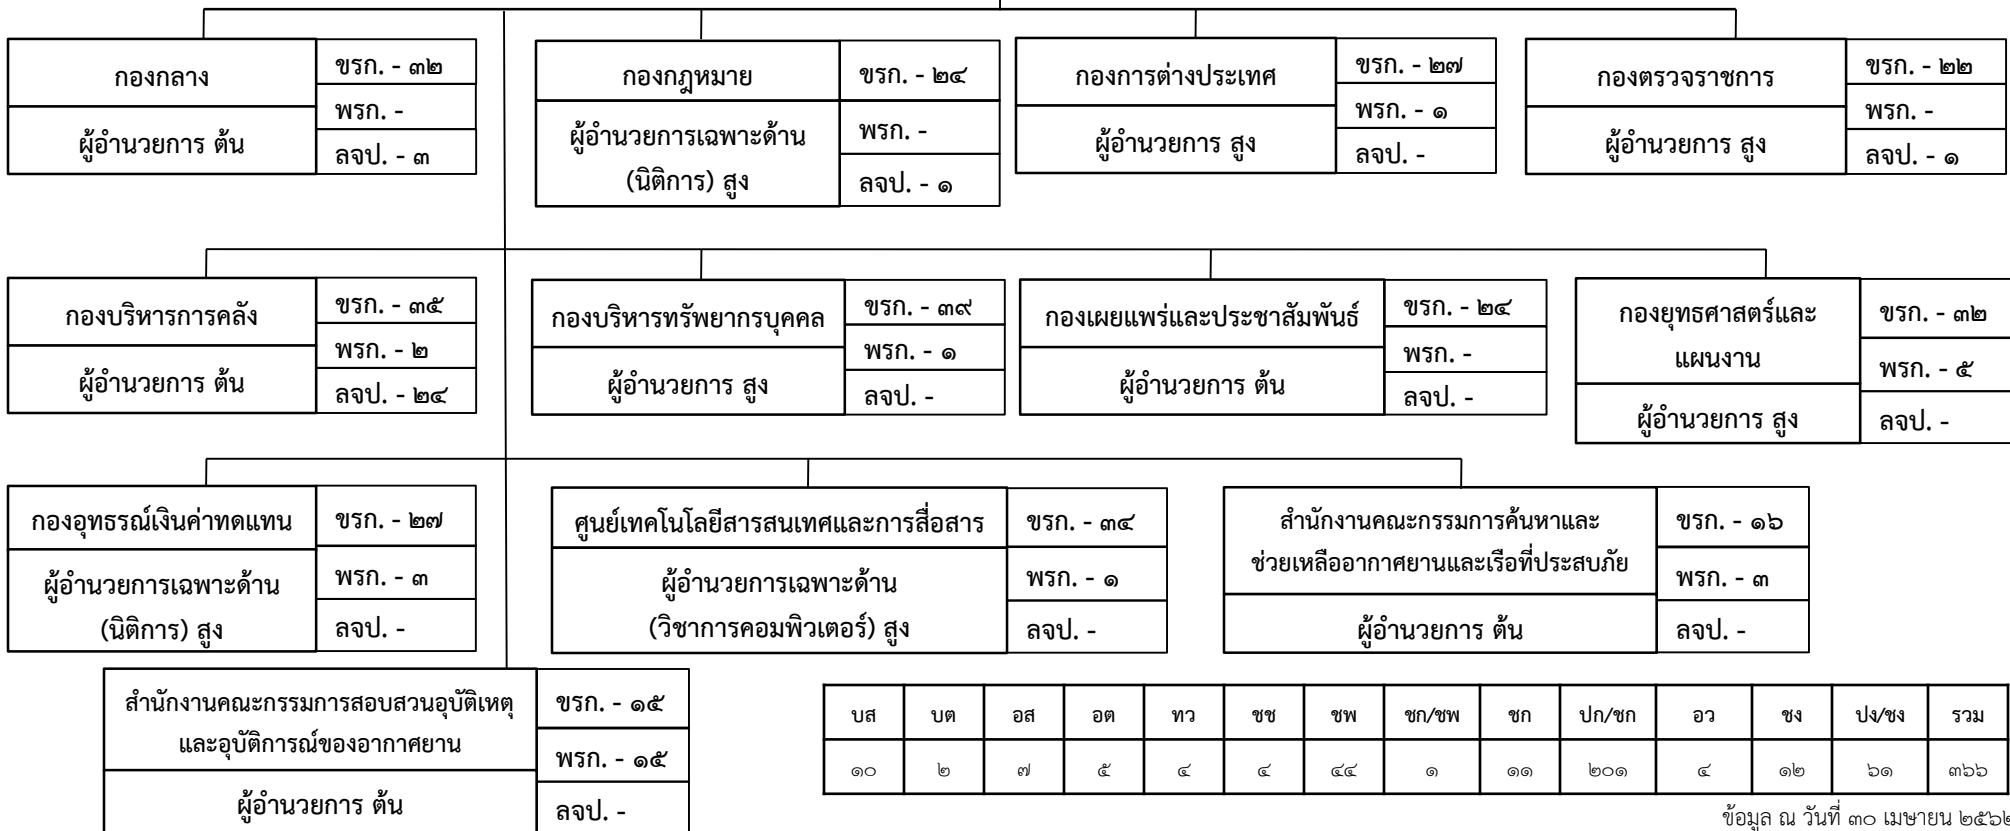 กองกลาง
ขรก. - ๓๒
พรก. -
ผู้อำนวยการ ต้น
ลจป. - ๓
กองกฎหมาย
ขรก. - ๒๔
ผู้อำนวยการเฉพาะด้าน
(นิติการ) สูง
พรก. -
ลจป. - ๑
กองการต่างประเทศ
ขรก. - ๒๗
พรก. - ๑
ผู้อำนวยการ สูง
ลจป. -
กองตรวจราชการ
ขรก. - ๒๒
พรก. -
ผู้อำนวยการ สูง
ลจป. - ๑
กองบริหารการคลัง
ขรก. - ๓๕
พรก. - ๒
ผู้อำนวยการ ต้น
ลจป. - ๒๔
กองบริหารทรัพยากรบุคคล
ขรก. - ๓๙
พรก. - ๑
ผู้อำนวยการ สูง
ลจป. -
กองเผยแพร่และประชาสัมพันธ์
ขรก. - ๒๔
พรก. -
ผู้อำนวยการ ต้น
ลจป. -
กองยุทธศาสตร์และ
แผนงาน
ขรก. - ๓๒
พรก. - ๕
ผู้อำนวยการ สูง
ลจป. -
กองอุทธรณ์เงินค่าทดแทน
ขรก. - ๒๗
ผู้อำนวยการเฉพาะด้าน
(นิติการ) สูง
พรก. - ๓
ลจป. -
ศูนย์เทคโนโลยีสารสนเทศและการสื่อสาร
ขรก. - ๓๔
ผู้อำนวยการเฉพาะด้าน
(วิชาการคอมพิวเตอร์) สูง
พรก. - ๑
ลจป. -
สำนักงานคณะกรรมการค้นหาและ
ช่วยเหลืออากาศยานและเรือที่ประสบภัย
ขรก. - ๑๖
พรก. - ๓
ผู้อำนวยการ ต้น
ลจป. -
สำนักงานคณะกรรมการสอบสวนอุบัติเหตุ
และอุบัติการณ์ของอากาศยาน
ขรก. - ๑๕
พรก. - ๑๕
ผู้อำนวยการ ต้น
ลจป. -
บส บต อส อต ทว ชช ชพ ชก/ชพ ชก ปก/ชก อว ชง ปง/ชง รวม
๑๐ ๒ ๗ ๕ ๔ ๔ ๔๔ ๑ ๑๑ ๒๐๑ ๔ ๑๒ ๖๑ ๓๖๖
ข้อมูล ณ วันที่ ๓๐ เมษายน ๒๕๖๒